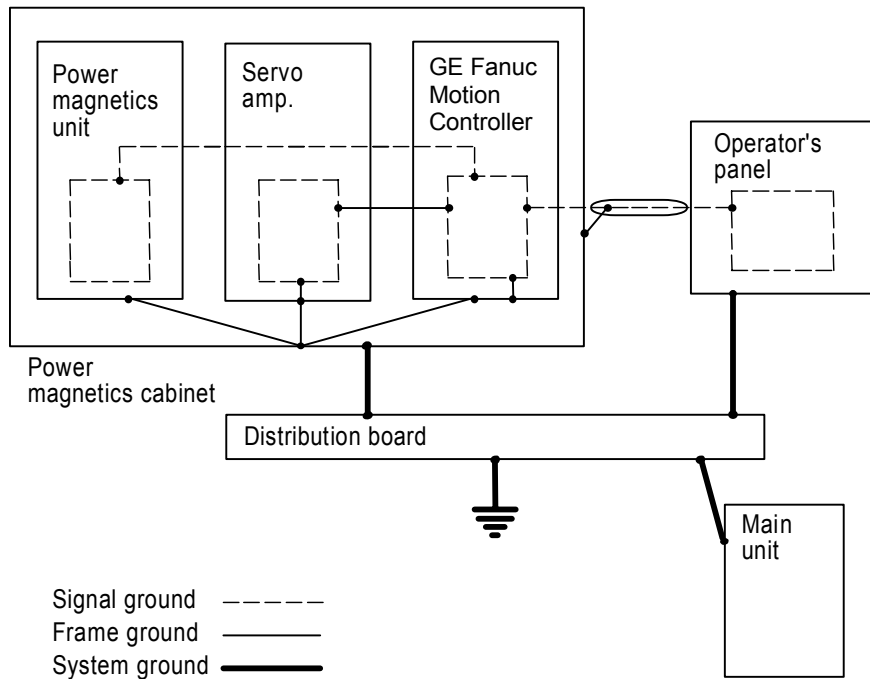 Power
magnetics
unit
Servo
amp.
GE Fanuc
Motion
Controller
Operator's
panel
Power
magnetics cabinet
Distribution board
Main
unit
Signal ground
Frame ground
System ground